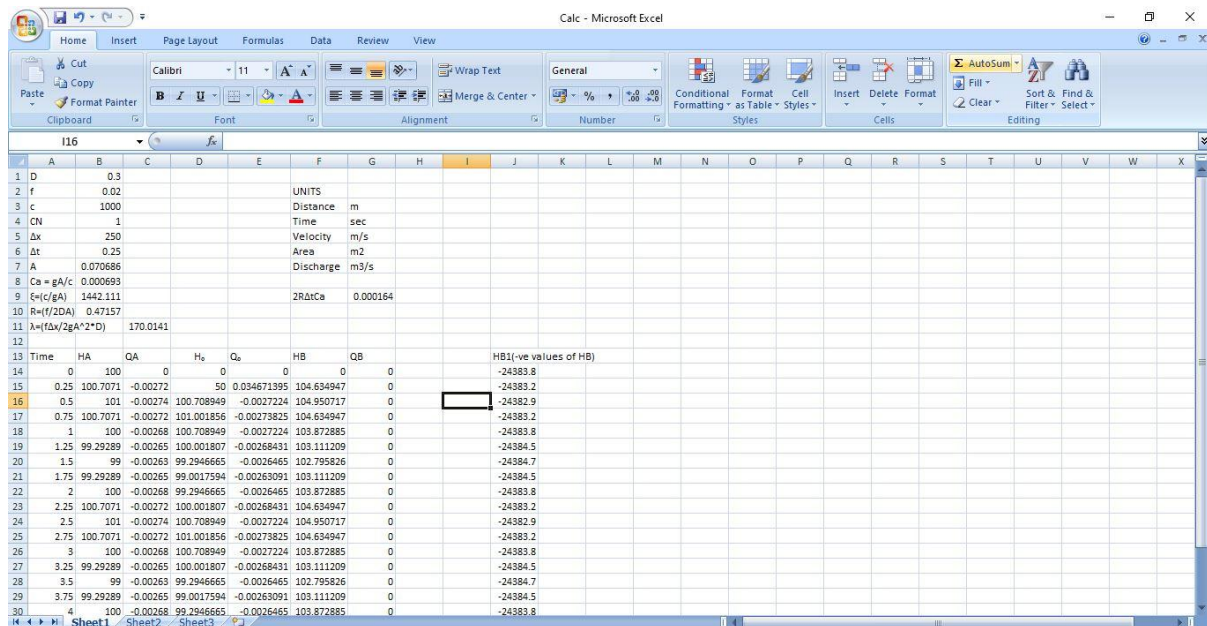 Calc - Microsoft Excel
Home Insert Page Layout Formulas Data Review View
Cut
Copy
Format Painter
Paste
Clipboard
Calibri 11
Font
Wrap Text
Merge & Center
Alignment
General
Number
Conditional Formatting
Format as Table
Cell Styles
Styles
Insert Delete Format
Cells
Σ AutoSum
Fill
Clear
Sort & Filter
Find & Select
Editing
I16 fx
A B C D E F G H I J K L M N O P Q R S T U V W X
1 D 0.3
2 f 0.02 UNITS
3 c 1000 Distance m
4 CN 1 Time sec
5 Δx 250 Velocity m/s
6 Δt 0.25 Area m2
7 A 0.070686 Discharge m3/s
8 Ca = gA/c 0.000693
9 ξ=(c/gA) 1442.111 2RΔtCa 0.000164
10 R=(f/2DA) 0.47157
11 λ=(fΔx/2gA^2*D) 170.0141
12
13 Time HA QA H₀ Q₀ HB QB HB1(-ve values of HB)
14 0 100 0 0 0 0 0 -24383.8
15 0.25 100.7071 -0.00272 50 0.034671395 104.634947 0 -24383.2
16 0.5 101 -0.00274 100.708949 -0.0027224 104.950717 0 -24382.9
17 0.75 100.7071 -0.00272 101.001856 -0.00273825 104.634947 0 -24383.2
18 1 100 -0.00268 100.708949 -0.0027224 103.872885 0 -24383.8
19 1.25 99.29289 -0.00265 100.001807 -0.00268431 103.111209 0 -24384.5
20 1.5 99 -0.00263 99.2946665 -0.0026465 102.795826 0 -24384.7
21 1.75 99.29289 -0.00265 99.0017594 -0.00263091 103.111209 0 -24384.5
22 2 100 -0.00268 99.2946665 -0.0026465 103.872885 0 -24383.8
23 2.25 100.7071 -0.00272 100.001807 -0.00268431 104.634947 0 -24383.2
24 2.5 101 -0.00274 100.708949 -0.0027224 104.950717 0 -24382.9
25 2.75 100.7071 -0.00272 101.001856 -0.00273825 104.634947 0 -24383.2
26 3 100 -0.00268 100.708949 -0.0027224 103.872885 0 -24383.8
27 3.25 99.29289 -0.00265 100.001807 -0.00268431 103.111209 0 -24384.5
28 3.5 99 -0.00263 99.2946665 -0.0026465 102.795826 0 -24384.7
29 3.75 99.29289 -0.00265 99.0017594 -0.00263091 103.111209 0 -24384.5
30 4 100 -0.00268 99.2946665 -0.0026465 103.872885 0 -24383.8
Sheet1 Sheet2 Sheet3